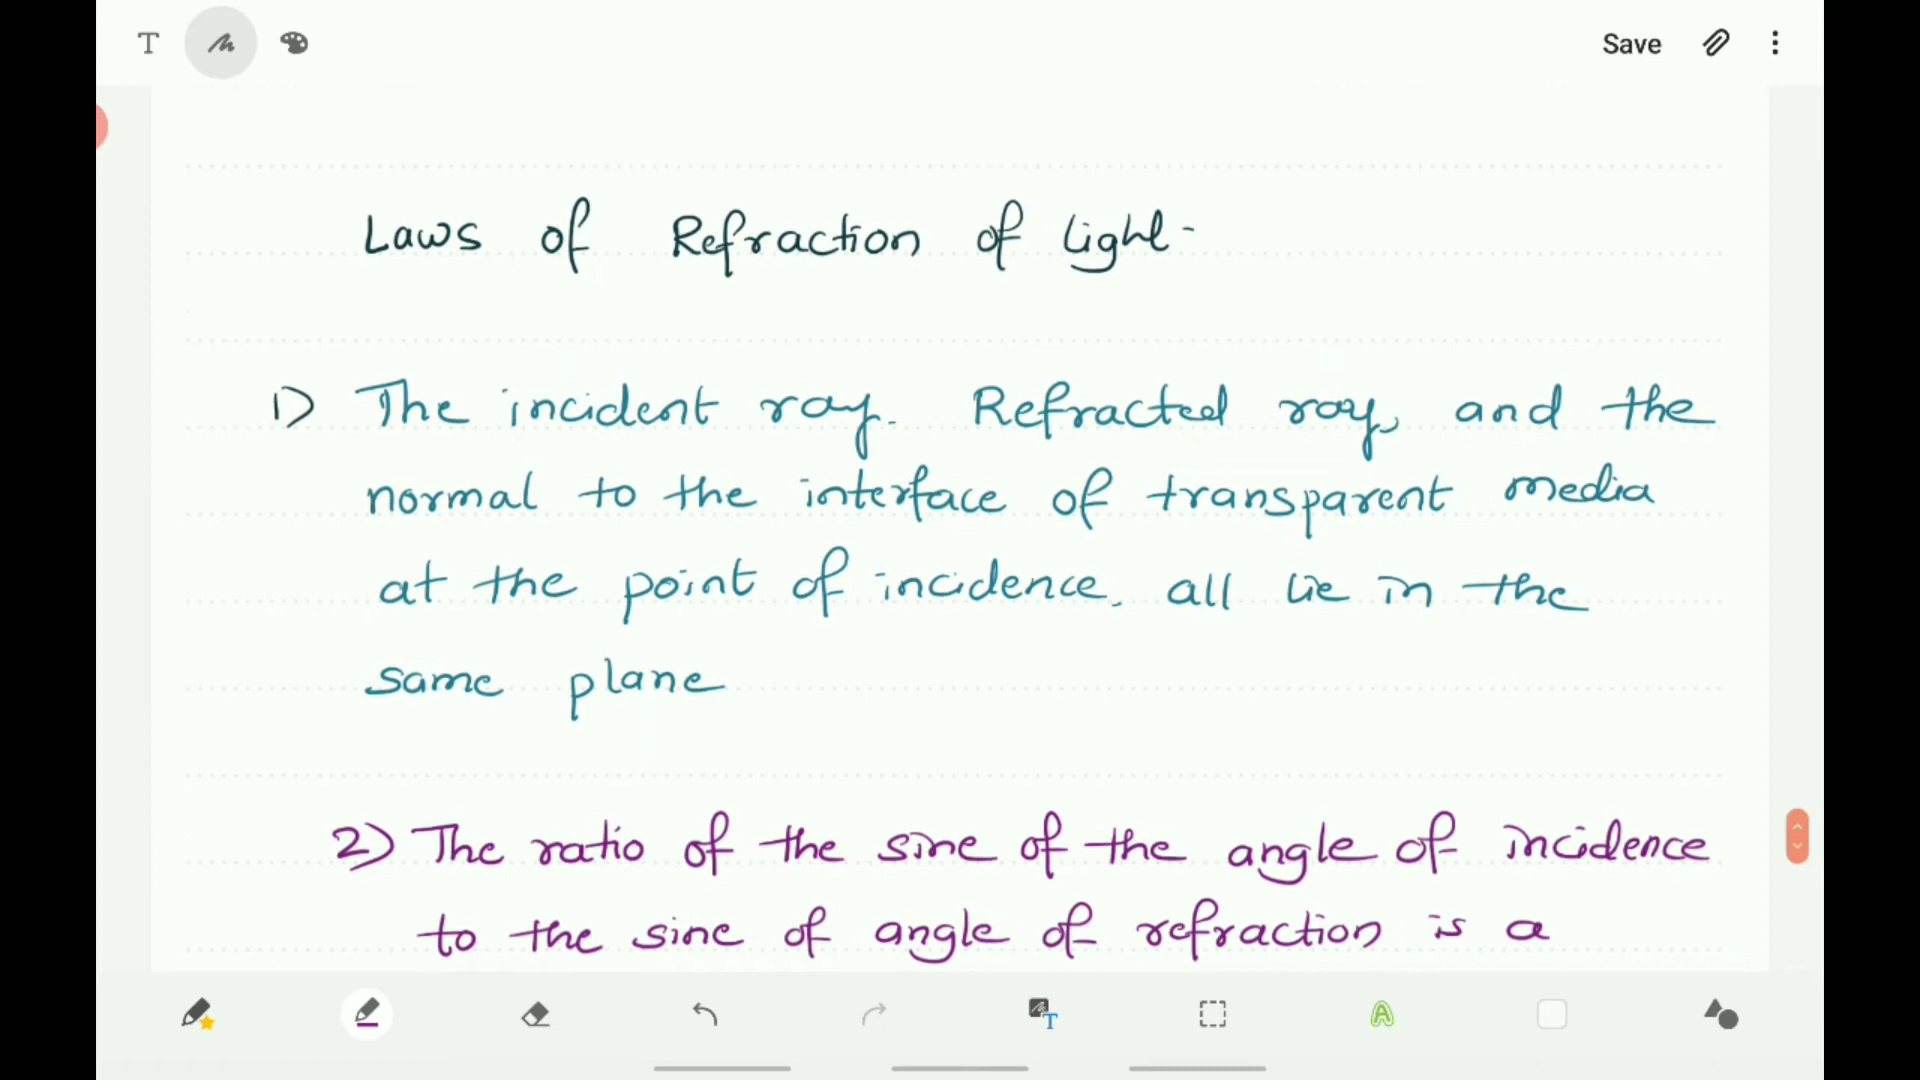 T
Save
Laws of Refraction of Light-
1) The incident ray. Refracted ray, and the
normal to the interface of transparent media
at the point of incidence. all lie in the
same plane
2) The ratio of the sine of the angle of incidence
to the sine of angle of refraction is a
T
A